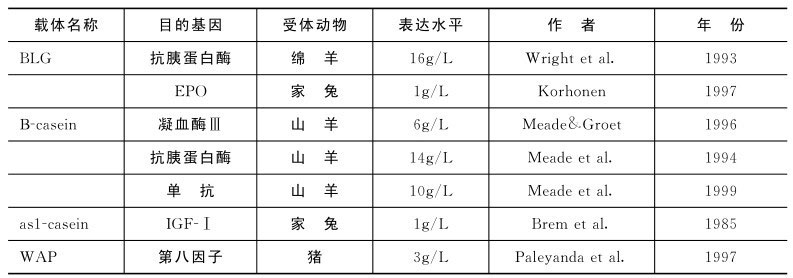 载体名称 目的基因 受体动物 表达水平 作者 年份
BLG 抗胰蛋白酶 绵羊 16g/L Wright et al. 1993
EPO 家兔 1g/L Korhonen 1997
B-casein 凝血酶Ⅲ 山羊 6g/L Meade&Groet 1996
抗胰蛋白酶 山羊 14g/L Meade et al. 1994
单抗 山羊 10g/L Meade et al. 1999
as1-casein IGF-Ⅰ 家兔 1g/L Brem et al. 1985
WAP 第八因子 猪 3g/L Paleyanda et al. 1997